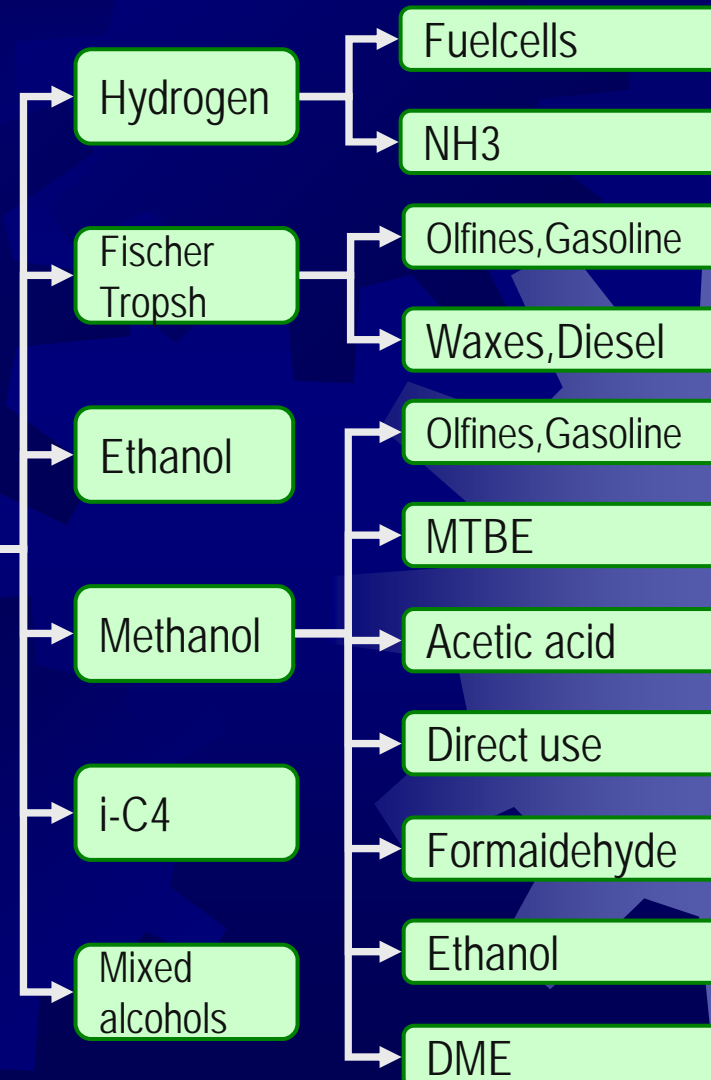 Hydrogen
Fuelcells
NH3
Fischer
Tropsh
Olfines,Gasoline
Waxes,Diesel
Ethanol
Methanol
Olfines,Gasoline
MTBE
Acetic acid
Direct use
Formaidehyde
Ethanol
DME
i-C4
Mixed
alcohols